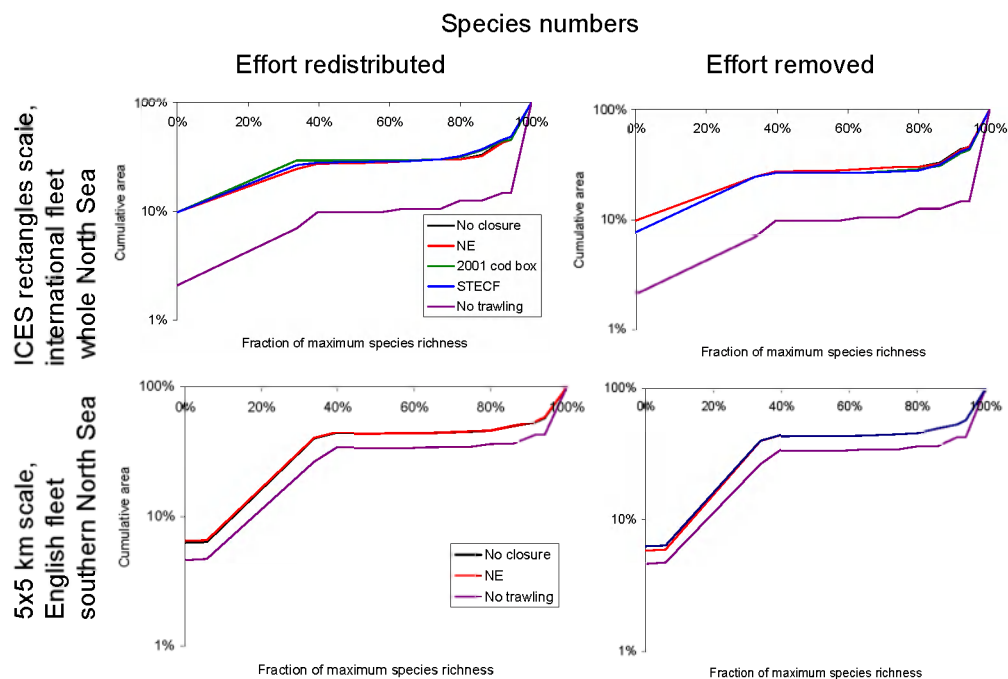 Species numbers
Effort redistributed
Effort removed
ICES rectangles scale,
international fleet
whole North Sea
100%
0%
20%
40%
60%
80%
100%
10%
1%
Cumulative area
No closure
NE
2001 cod box
STECF
No trawling
Fraction of maximum species richness
100%
0%
20%
40%
60%
80%
100%
10%
1%
Cumulative area
Fraction of maximum species richness
5x5 km scale,
English fleet
southern North Sea
100%
0%
20%
40%
60%
80%
100%
10%
1%
Cumulative area
No closure
NE
No trawling
Fraction of maximum species richness
100%
0%
20%
40%
60%
80%
100%
10%
1%
Cumulative area
Fraction of maximum species richness